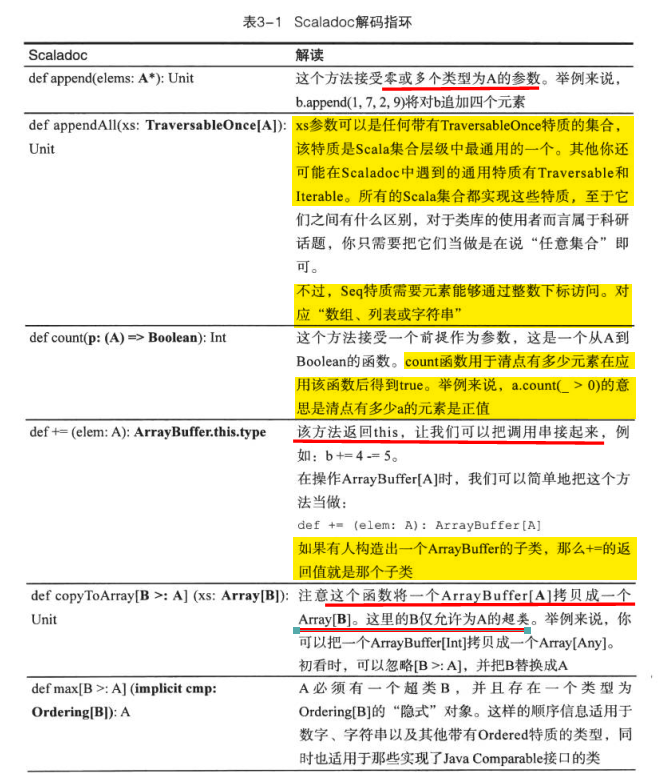 表3-1 Scaladoc解码指环
Scaladoc 解读
def append(elems: A*): Unit 这个方法接受零或多个类型为A的参数。举例来说，
b.append(1, 7, 2, 9)将对b追加四个元素
def appendAll(xs: TraversableOnce[A]): xs参数可以是任何带有TraversableOnce特质的集合，
Unit 该特质是Scala集合层级中最通用的一个。其他你还
可能在Scaladoc中遇到的通用特质有Traversable和
Iterable。所有的Scala集合都实现这些特质，至于它
们之间有什么区别，对于类库的使用者而言属于科研
话题，你只需要把它们当做是在说“任意集合”即
可。
不过，Seq特质需要元素能够通过整数下标访问。对
应“数组、列表或字符串”
def count(p: (A) => Boolean): Int 这个方法接受一个前提作为参数，这是一个从A到
Boolean的函数。count函数用于清点有多少元素在应
用该函数后得到true。举例来说，a.count(_ > 0)的意
思是清点有多少a的元素是正值
def += (elem: A): ArrayBuffer.this.type 该方法返回this，让我们可以把调用串接起来，例
如：b += 4 -= 5。
在操作ArrayBuffer[A]时，我们可以简单地把这个方
法当做：
def += (elem: A): ArrayBuffer[A]
如果有人构造出一个ArrayBuffer的子类，那么+=的返
回值就是那个子类
def copyToArray[B >: A] (xs: Array[B]): 注意这个函数将一个ArrayBuffer[A]拷贝成一个
Unit Array[B]。这里的B仅允许为A的超类。举例来说，你
可以把一个ArrayBuffer[Int]拷贝成一个Array[Any]。
初看时，可以忽略[B >: A]，并把B替换成A
def max[B >: A] (implicit cmp: A必须有一个超类B，并且存在一个类型为
Ordering[B]): A Ordering[B]的“隐式”对象。这样的顺序信息适用于
数字、字符串以及其他带有Ordered特质的类型，同
时也适用于那些实现了Java Comparable接口的类